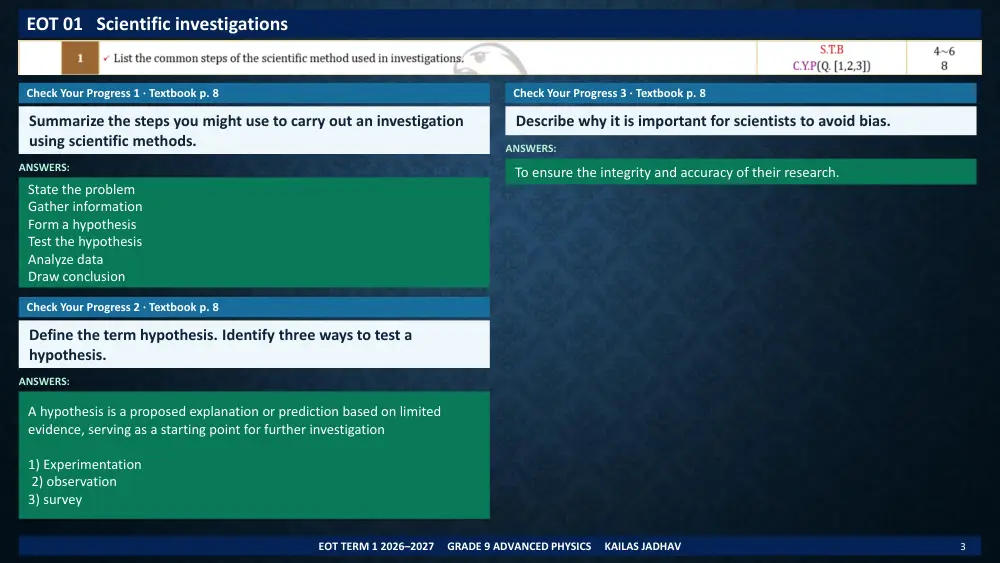 EOT 01 Scientific investigations
1 ✓ List the common steps of the scientific method used in investigations. S.T.B 4~6
C.Y.P(Q. [1,2,3]) 8
Check Your Progress 1 · Textbook p. 8
Summarize the steps you might use to carry out an investigation
using scientific methods.
ANSWERS:
State the problem
Gather information
Form a hypothesis
Test the hypothesis
Analyze data
Draw conclusion
Check Your Progress 2 · Textbook p. 8
Define the term hypothesis. Identify three ways to test a
hypothesis.
ANSWERS:
A hypothesis is a proposed explanation or prediction based on limited
evidence, serving as a starting point for further investigation
1) Experimentation
2) observation
3) survey
Check Your Progress 3 · Textbook p. 8
Describe why it is important for scientists to avoid bias.
ANSWERS:
To ensure the integrity and accuracy of their research.
EOT TERM 1 2026–2027 GRADE 9 ADVANCED PHYSICS KAILAS JADHAV 3